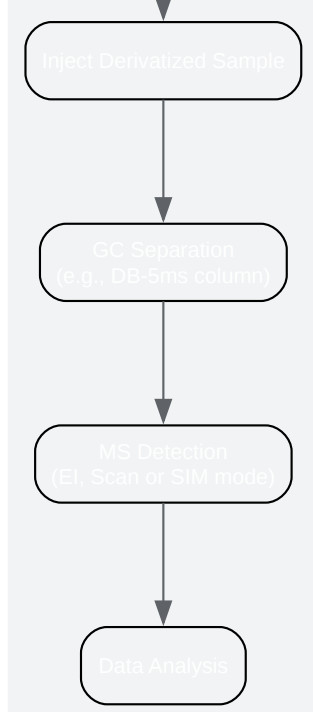 Inject Derivatized Sample
GC Separation
(e.g., DB-5ms column)
MS Detection
(EI, Scan or SIM mode)
Data Analysis